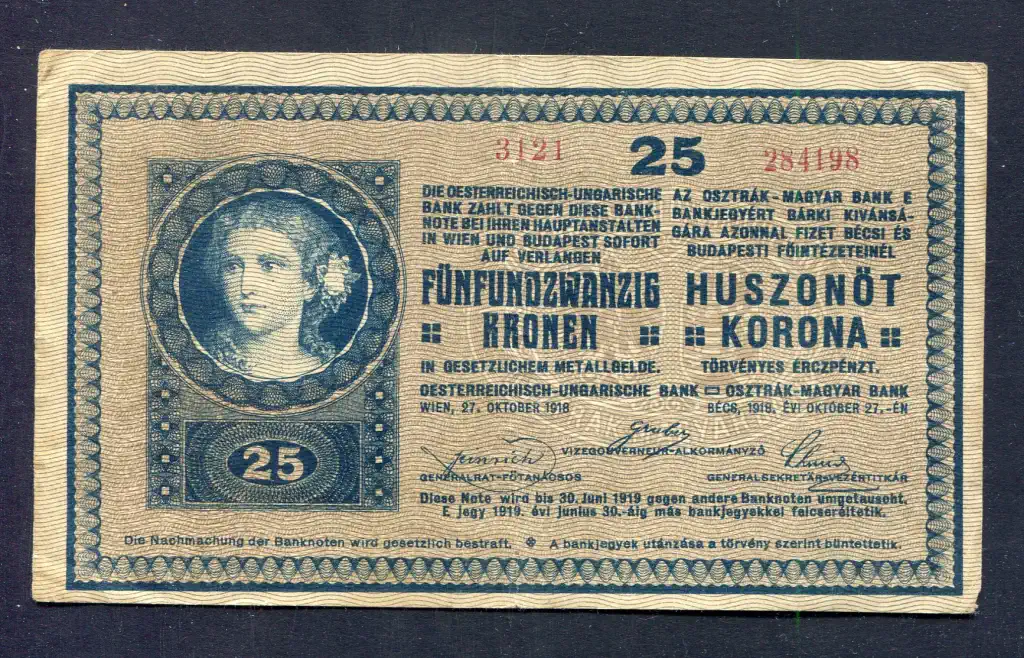 3121 25 284198
DIE OESTERREICHISCH-UNGARISCHE
BANK ZAHLT GEGEN DIESE BANK-
NOTE BEI IHREN HAUPTANSTALTEN
IN WIEN UND BUDAPEST SOFORT
AUF VERLANGEN
FÜNFUNDZWANZIG
KRONEN
IN GESETZLICHEM METALLGELDE.
OESTERREICHISCH-UNGARISCHE BANK
WIEN, 27. OKTOBER 1918
AZ OSZTRÁK-MAGYAR BANK E
BANKJEGYÉRT BÁRKI KIVÁNSÁ-
GÁRA AZONNAL FIZET BÉCSI ÉS
BUDAPESTI FŐINTÉZETEINÉL
HUSZONÖT
KORONA
TÖRVÉNYES ÉRCZPÉNZT.
OSZTRÁK-MAGYAR BANK
BÉCS, 1918. ÉVI OKTOBER 27.-ÉN
25
VIZEGOUVERNEUR-ALKORMÁNYZÓ
GENERALRAT-FŐTANÁCSOS
GENERALSEKRETÄR-VEZÉRTITKÁR
Diese Note wird bis 30. Juni 1919 gegen andere Banknoten umgetauscht.
E jegy 1919. évi junius 30.-áig más bankjegyekkel felcseréltetik.
Die Nachmachung der Banknoten wird gesetzlich bestraft. A bankjegyek utánzása a törvény szerint büntettetik.